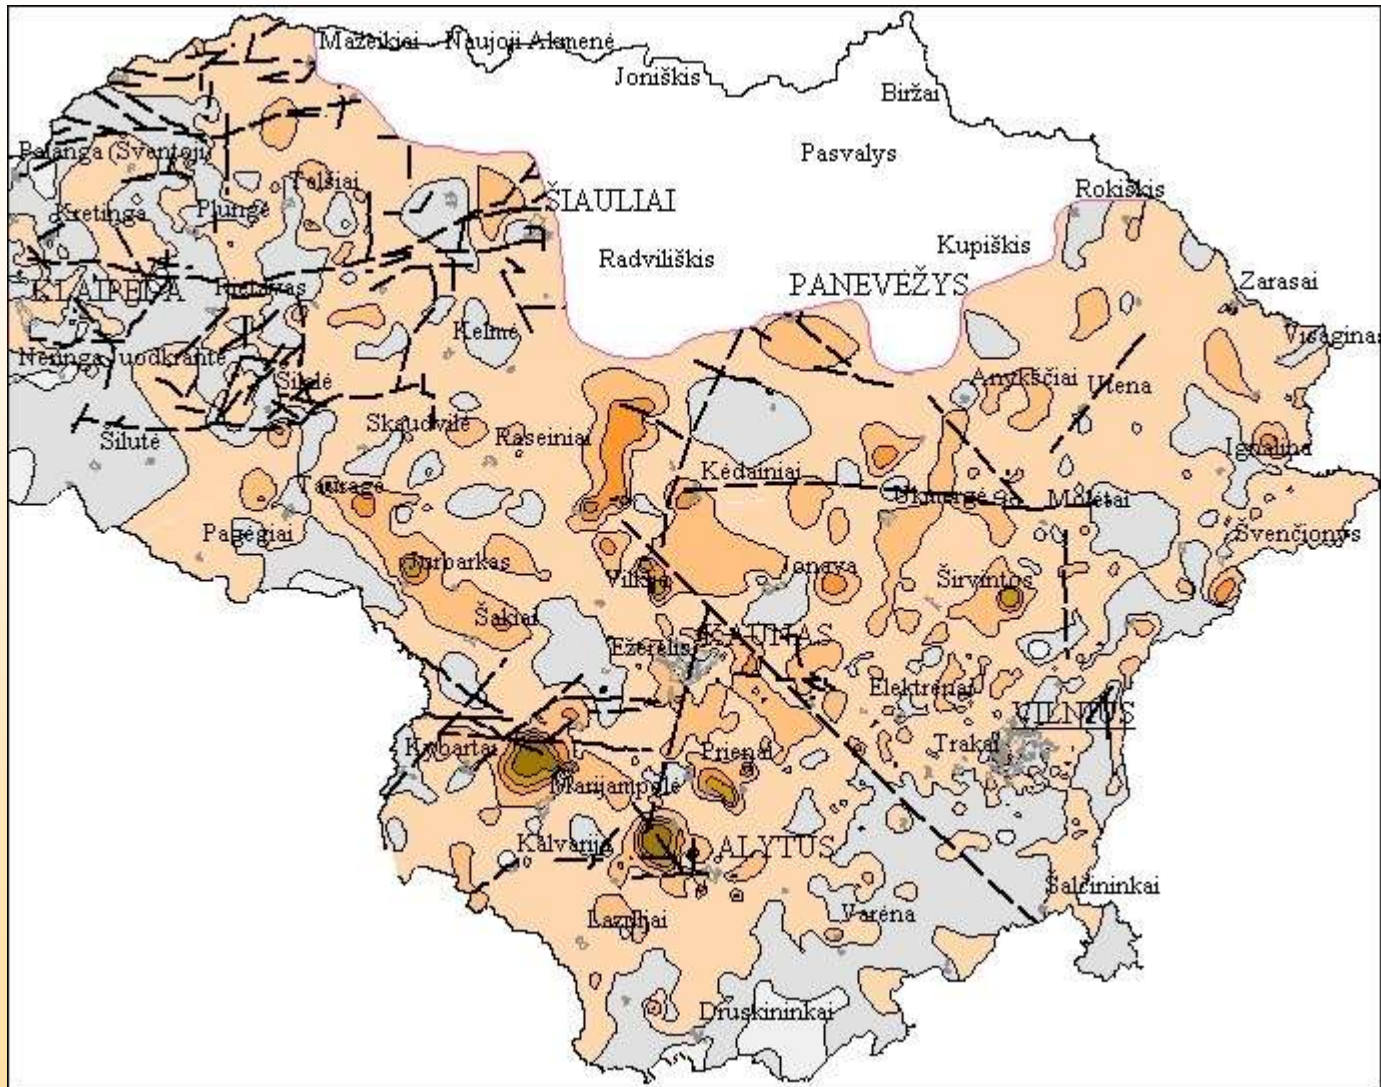 Mažeikiai Naujoji Akmenė
Joniškis
Biržai
Palanga (Šventoji)
Pasvalys
Telšiai
Rokiškis
Kretinga
Plungė
ŠIAULIAI
Kupiškis
Radviliškis
Zarasai
KLAIPĖDA
Rietavas
PANEVĖŽYS
Kelmė
Visaginas
Neringa Juodkrantė
Šilalė
Anykščiai
Utena
Skaudvilė
Raseiniai
Šilutė
Ignalina
Kėdainiai
Tauragė
Ukmergė
Molėtai
Pagėgiai
Švenčionys
Jurbarkas
Vilkija
Jonava
Širvintos
Šakiai
KAUNAS
Ežerėlis
Elektrėnai
VILNIUS
Kybartai
Prienai
Trakai
Marijampolė
Kalvarija
ALYTUS
Šalčininkai
Lazdijai
Varėna
Druskininkai